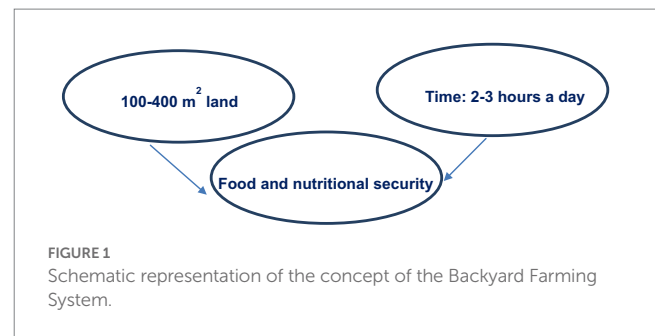 100-400 m² land
Time: 2-3 hours a day
Food and nutritional security
FIGURE 1
Schematic representation of the concept of the Backyard Farming
System.